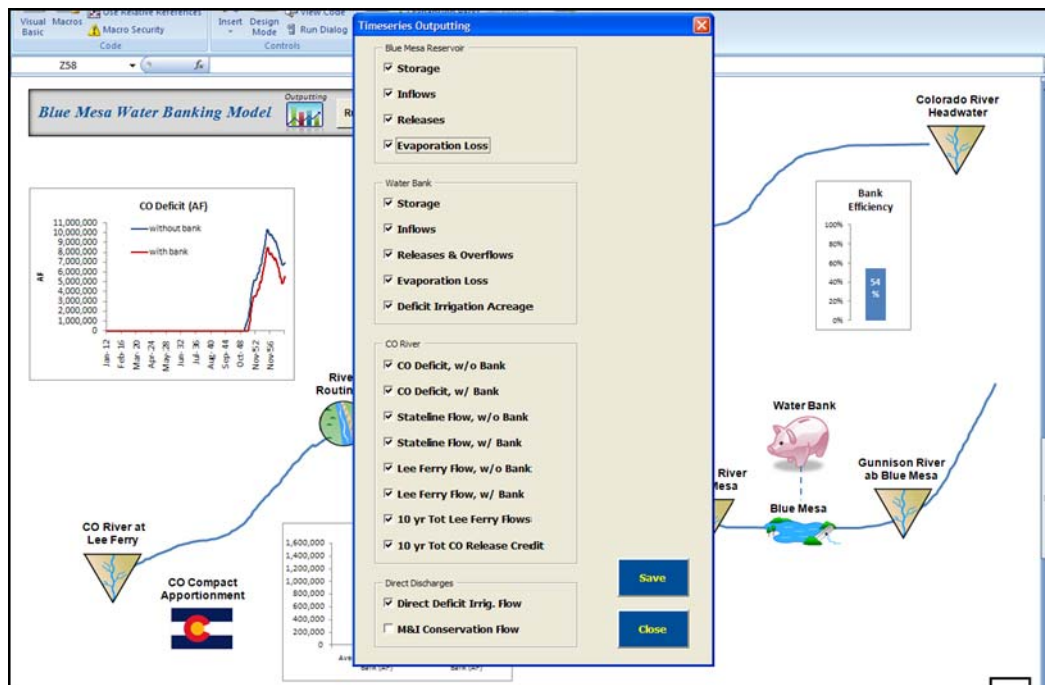 Use Relative References
View Code
Visual Basic
Macros
Macro Security
Insert
Design Mode
Run Dialog
Code
Controls
Z58
fx
Timeseries Outputting
Blue Mesa Reservoir
Storage
Inflows
Releases
Evaporation Loss
Water Bank
Storage
Inflows
Releases & Overflows
Evaporation Loss
Deficit Irrigation Acreage
CO River
CO Deficit, w/o Bank
CO Deficit, w/ Bank
Stateline Flow, w/o Bank
Stateline Flow, w/ Bank
Lee Ferry Flow, w/o Bank
Lee Ferry Flow, w/ Bank
10 yr Tot Lee Ferry Flows
10 yr Tot CO Release Credit
Direct Discharges
Direct Deficit Irrig. Flow
M&I Conservation Flow
Save
Close
Blue Mesa Water Banking Model
Outputting
CO Deficit (AF)
11,000,000
10,000,000
9,000,000
8,000,000
7,000,000
6,000,000
5,000,000
4,000,000
3,000,000
2,000,000
1,000,000
0
AF
without bank
with bank
Jan-12
Feb-16
Mar-20
Apr-24
May-28
Jun-32
Jul-36
Aug-40
Sep-44
Oct-48
Nov-52
Nov-56
Colorado River
Headwater
Bank
Efficiency
100%
80%
60%
40%
20%
0%
54
%
Water Bank
River
Mesa
Gunnison River
ab Blue Mesa
Blue Mesa
CO River at
Lee Ferry
CO Compact
Apportionment
1,600,000
1,400,000
1,200,000
1,000,000
800,000
600,000
400,000
200,000
0
Bank (AF)
Bank (AF)